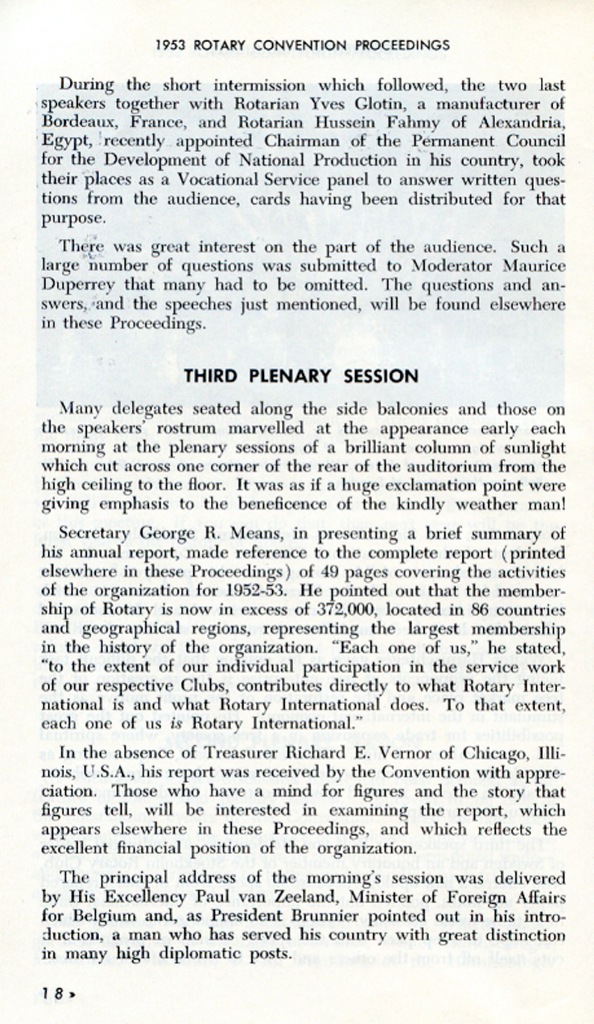 1953 ROTARY CONVENTION PROCEEDINGS
During the short intermission which followed, the two last
speakers together with Rotarian Yves Glotin, a manufacturer of
Bordeaux, France, and Rotarian Hussein Fahmy of Alexandria,
Egypt, recently appointed Chairman of the Permanent Council
for the Development of National Production in his country, took
their places as a Vocational Service panel to answer written ques-
tions from the audience, cards having been distributed for that
purpose.
There was great interest on the part of the audience. Such a
large number of questions was submitted to Moderator Maurice
Duperrey that many had to be omitted. The questions and an-
swers, and the speeches just mentioned, will be found elsewhere
in these Proceedings.
THIRD PLENARY SESSION
Many delegates seated along the side balconies and those on
the speakers' rostrum marvelled at the appearance early each
morning at the plenary sessions of a brilliant column of sunlight
which cut across one corner of the rear of the auditorium from the
high ceiling to the floor. It was as if a huge exclamation point were
giving emphasis to the beneficence of the kindly weather man!
Secretary George R. Means, in presenting a brief summary of
his annual report, made reference to the complete report (printed
elsewhere in these Proceedings) of 49 pages covering the activities
of the organization for 1952-53. He pointed out that the member-
ship of Rotary is now in excess of 372,000, located in 86 countries
and geographical regions, representing the largest membership
in the history of the organization. "Each one of us," he stated,
"to the extent of our individual participation in the service work
of our respective Clubs, contributes directly to what Rotary Inter-
national is and what Rotary International does. To that extent,
each one of us is Rotary International."
In the absence of Treasurer Richard E. Vernor of Chicago, Illi-
nois, U.S.A., his report was received by the Convention with appre-
ciation. Those who have a mind for figures and the story that
figures tell, will be interested in examining the report, which
appears elsewhere in these Proceedings, and which reflects the
excellent financial position of the organization.
The principal address of the morning's session was delivered
by His Excellency Paul van Zeeland, Minister of Foreign Affairs
for Belgium and, as President Brunnier pointed out in his intro-
duction, a man who has served his country with great distinction
in many high diplomatic posts.
18»